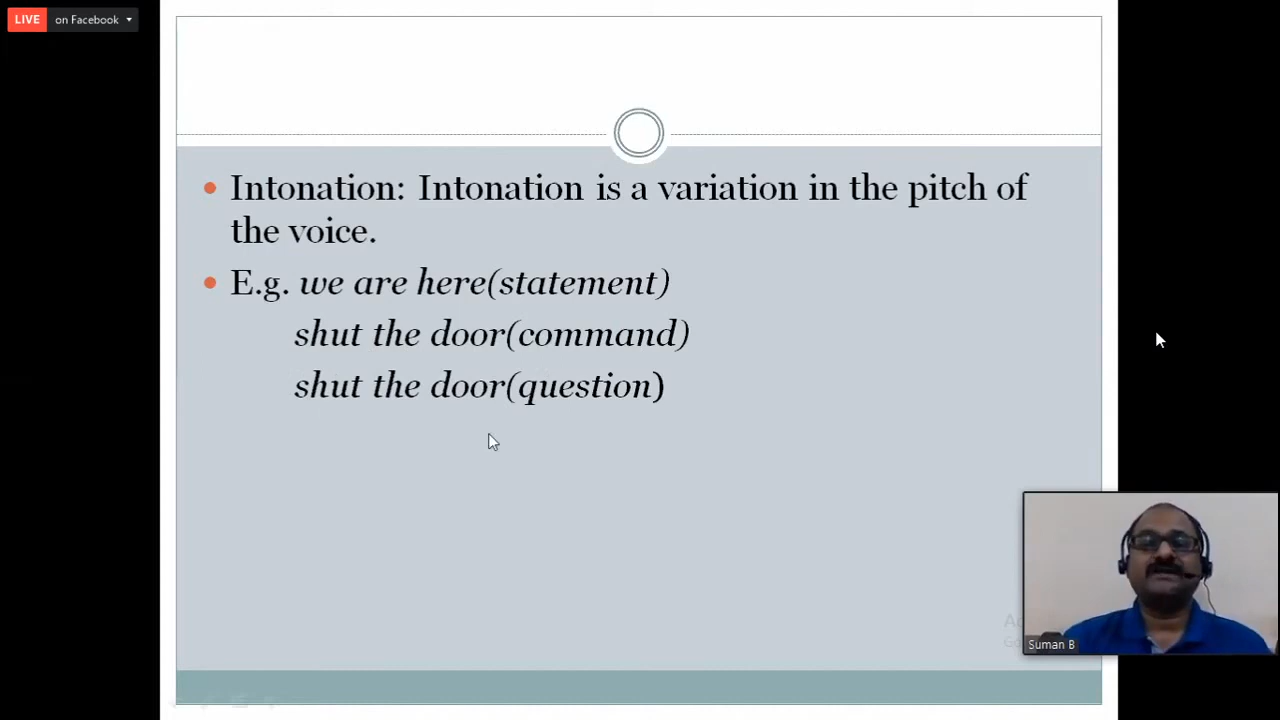 LIVE on Facebook
Intonation: Intonation is a variation in the pitch of
the voice.
E.g. we are here(statement)
shut the door(command)
shut the door(question)
Suman B